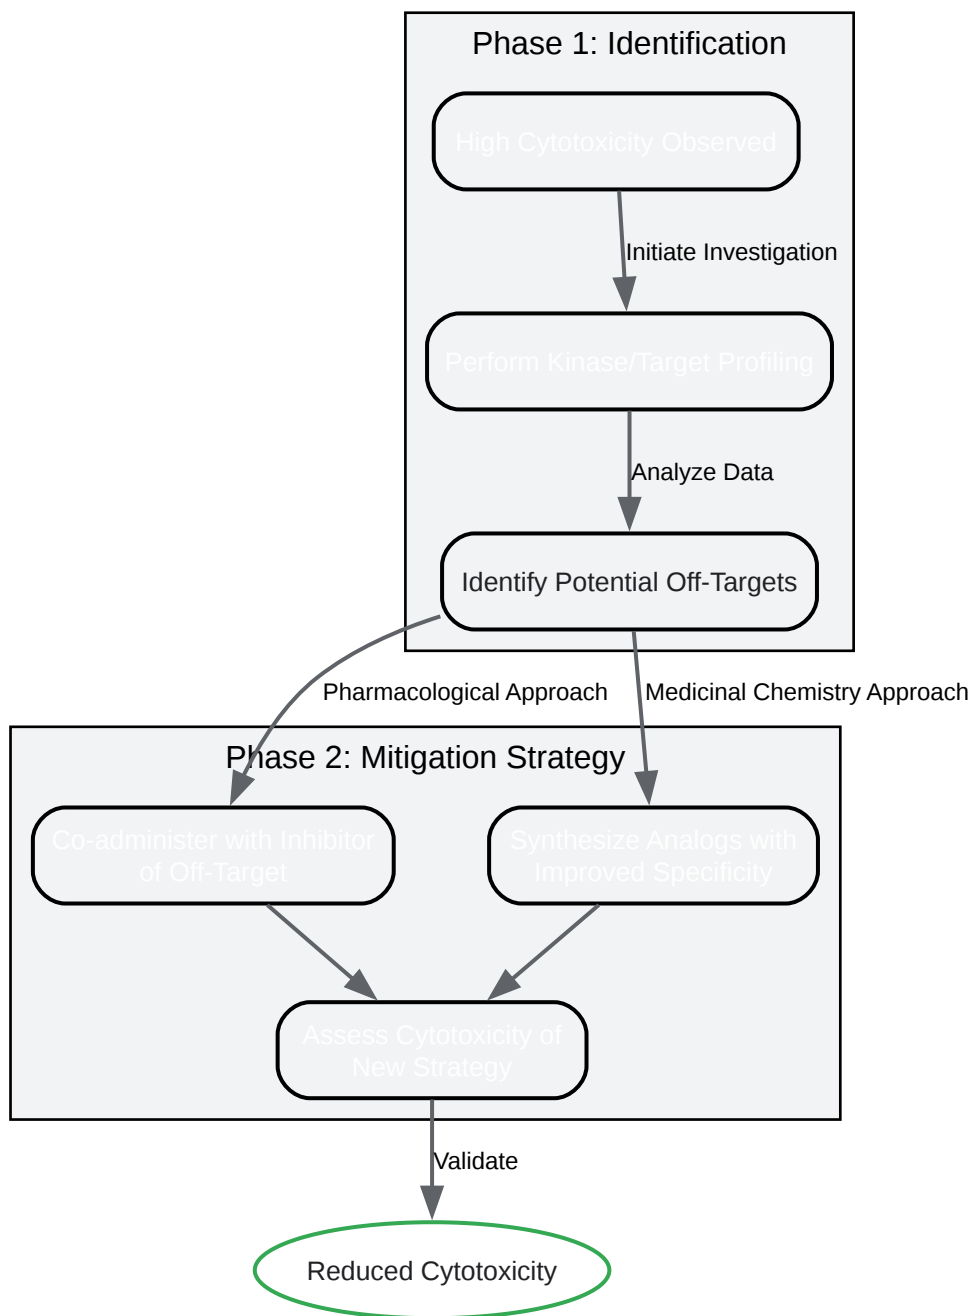 Phase 1: Identification
High Cytotoxicity Observed
Initiate Investigation
Perform Kinase/Target Profiling
Analyze Data
Identify Potential Off-Targets
Pharmacological Approach
Medicinal Chemistry Approach
Phase 2: Mitigation Strategy
Co-administer with Inhibitor
of Off-Target
Synthesize Analogs with
Improved Specificity
Assess Cytotoxicity of
New Strategy
Validate
Reduced Cytotoxicity